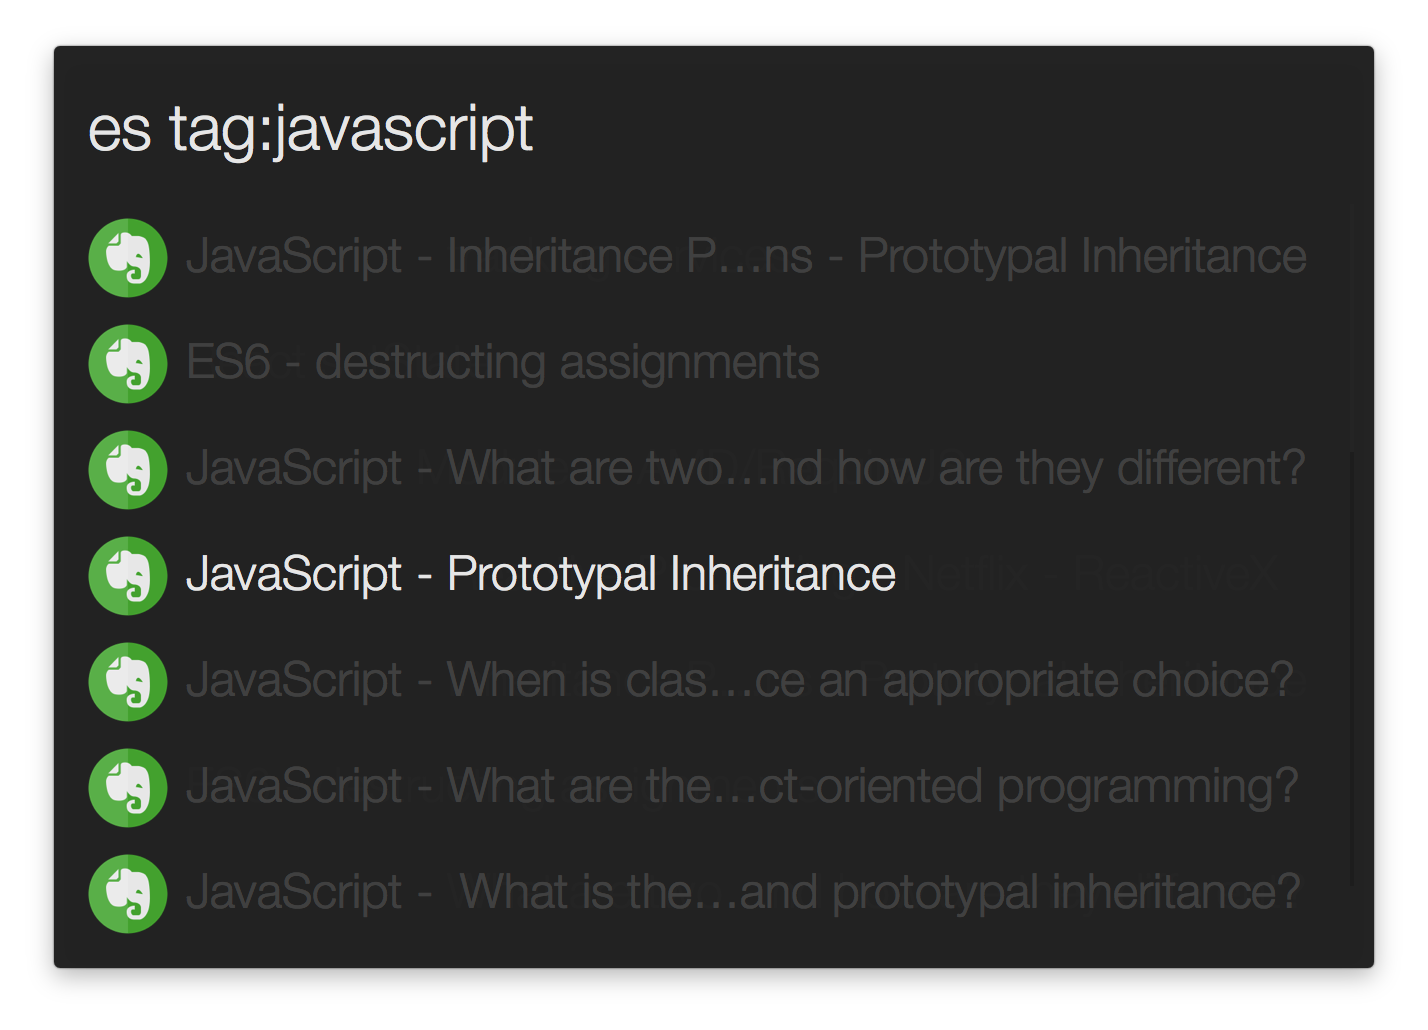 es tag:javascript
JavaScript - Inheritance P...ns - Prototypal Inheritance
ES6 - destructing assignments
JavaScript - What are two...nd how are they different?
JavaScript - Prototypal Inheritance Netflix ReactiveX
JavaScript - When is clas...ce an appropriate choice?
JavaScript - What are the...ct-oriented programming?
JavaScript - What is the...and prototypal inheritance?